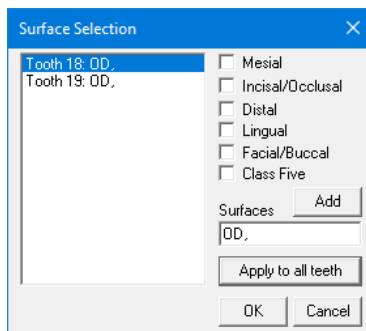 Surface Selection
Tooth 18: OD,
Tooth 19: OD,
Mesial
Incisal/Occlusal
Distal
Lingual
Facial/Buccal
Class Five
Surfaces
Add
OD,
Apply to all teeth
OK
Cancel